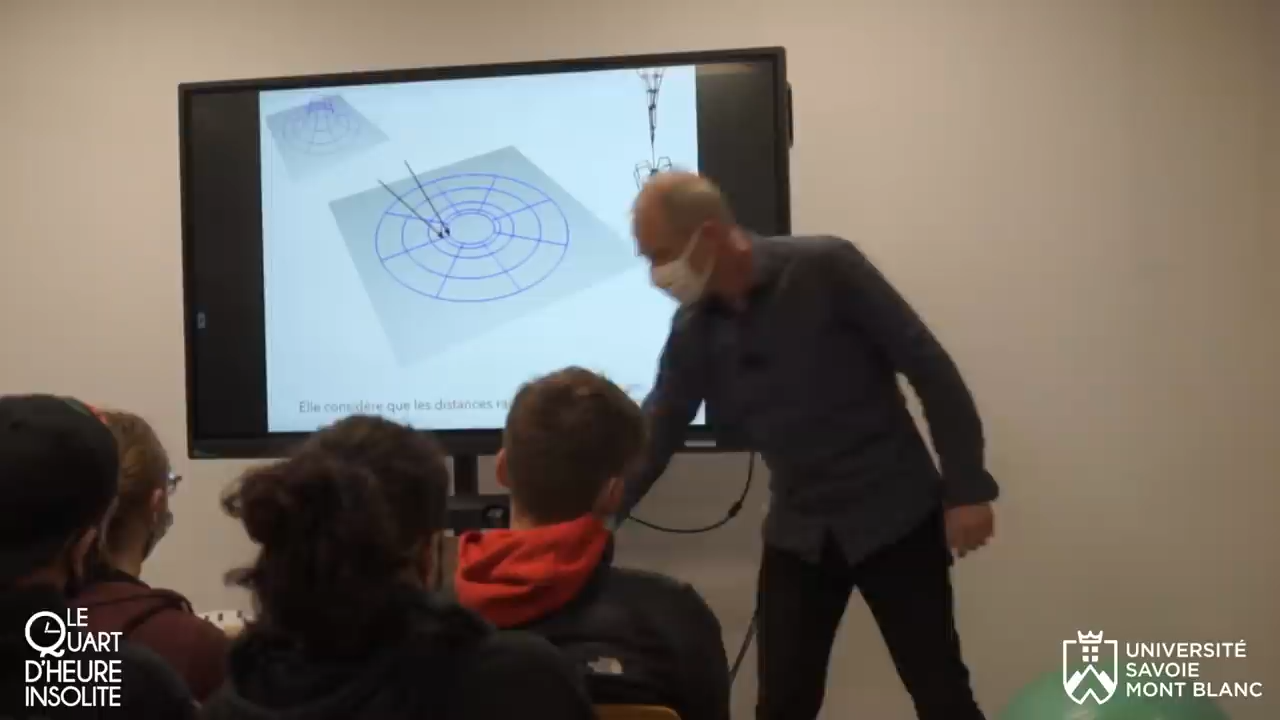 Elle considère que les distances
LE
QUART
D'HEURE
INSOLITE
UNIVERSITÉ
SAVOIE
MONT BLANC